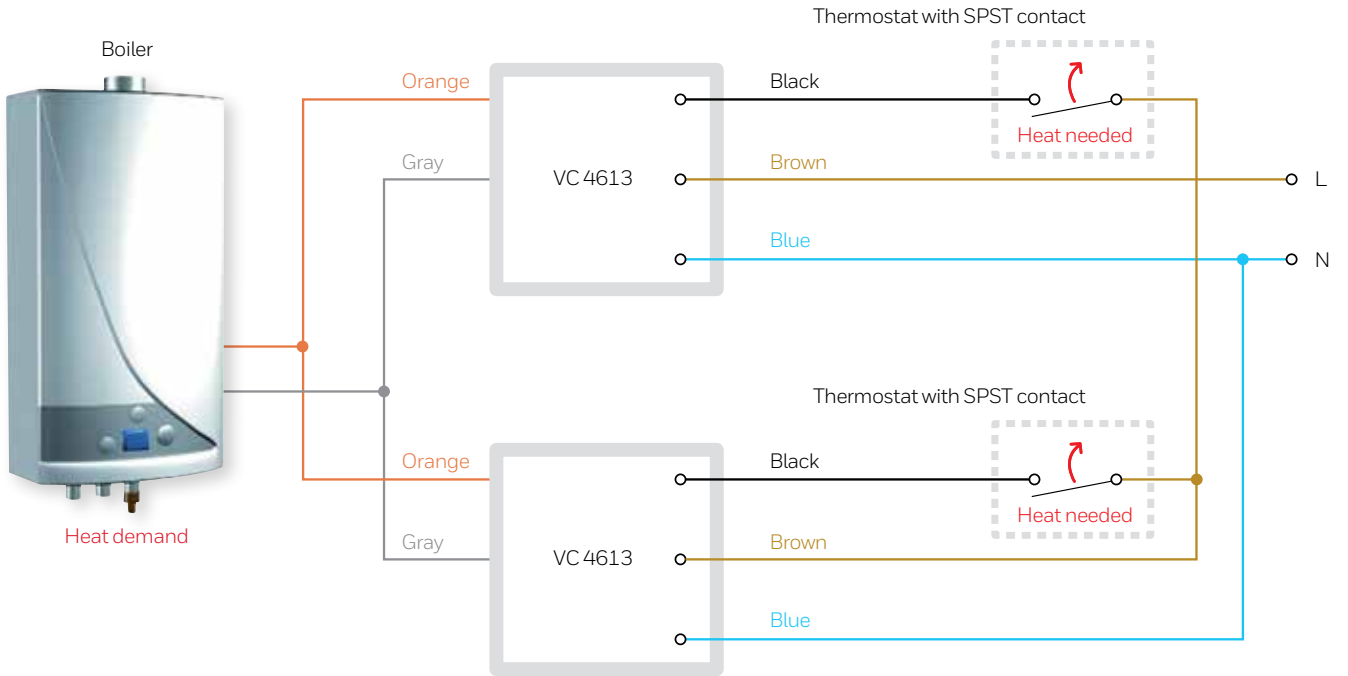 Thermostat with SPST contact
Boiler
Orange
Black
Heat needed
Gray
VC 4613
Brown
L
Blue
N
Thermostat with SPST contact
Orange
Black
Heat needed
Heat demand
Gray
VC 4613
Brown
Blue